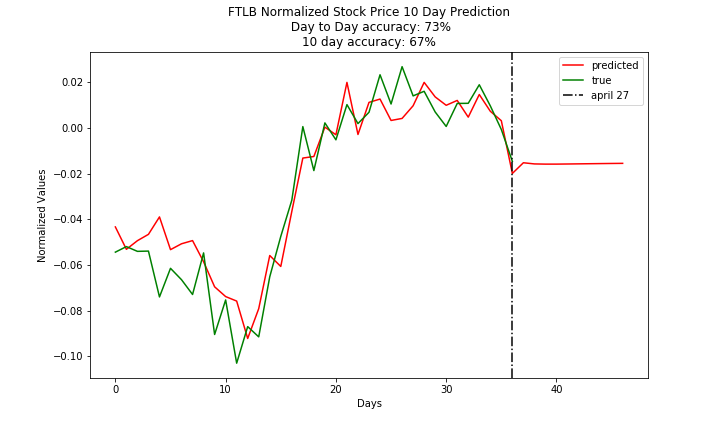 FTLB Normalized Stock Price 10 Day Prediction
Day to Day accuracy: 73%
10 day accuracy: 67%
predicted
true
april 27
0.02
0.00
−0.02
−0.04
−0.06
−0.08
−0.10
Normalized Values
0 10 20 30 40
Days